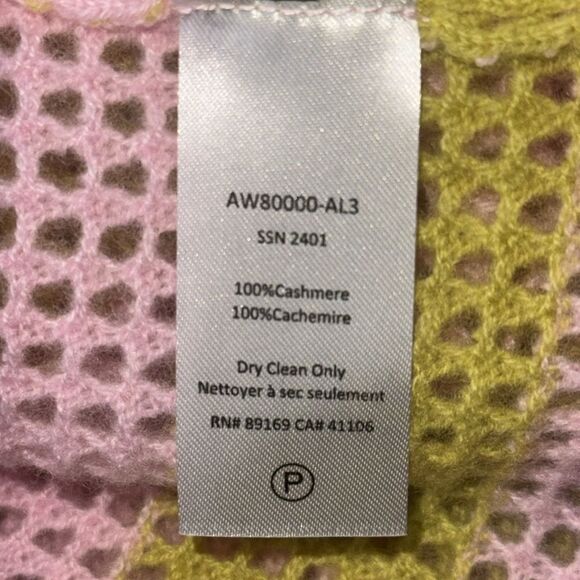 AW80000-AL3
SSN 2401
100%Cashmere
100%Cachemire
Dry Clean Only
Nettoyer à sec seulement
RN# 89169 CA# 41106
P